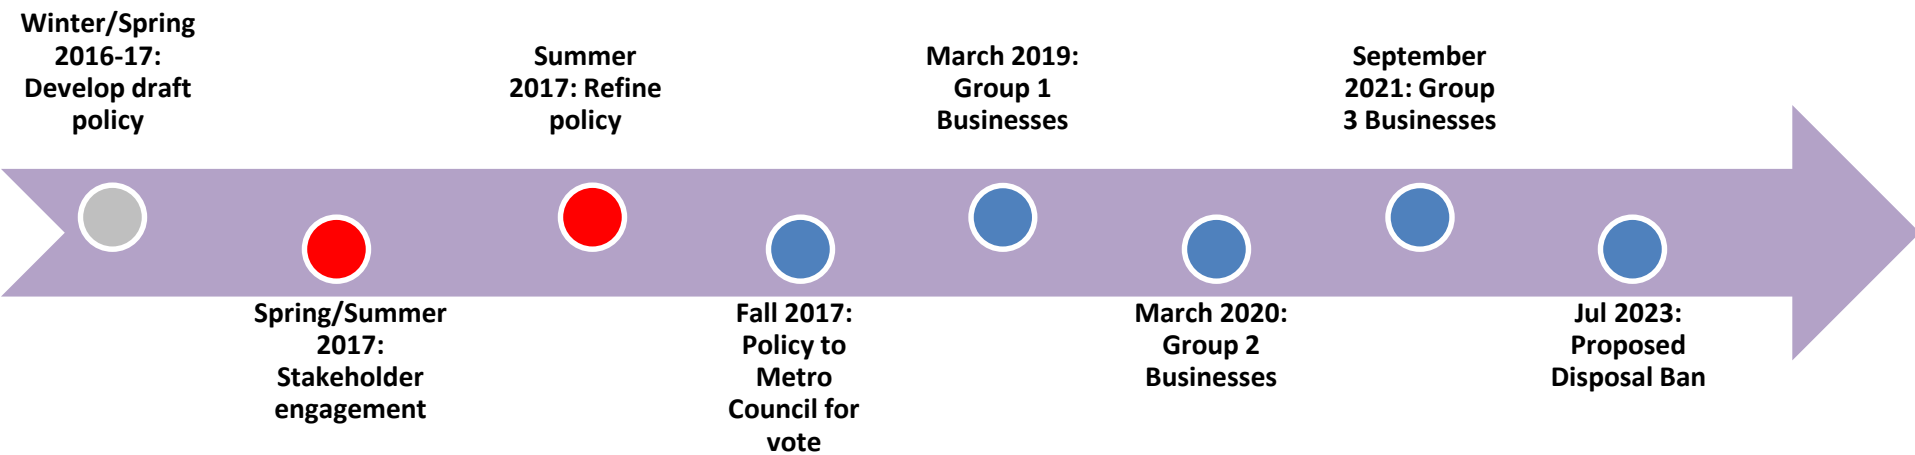 Winter/Spring
2016-17:
Develop draft
policy
Spring/Summer
2017:
Stakeholder
engagement
Summer
2017: Refine
policy
Fall 2017:
Policy to
Metro
Council for
vote
March 2019:
Group 1
Businesses
March 2020:
Group 2
Businesses
September
2021: Group
3 Businesses
Jul 2023:
Proposed
Disposal Ban